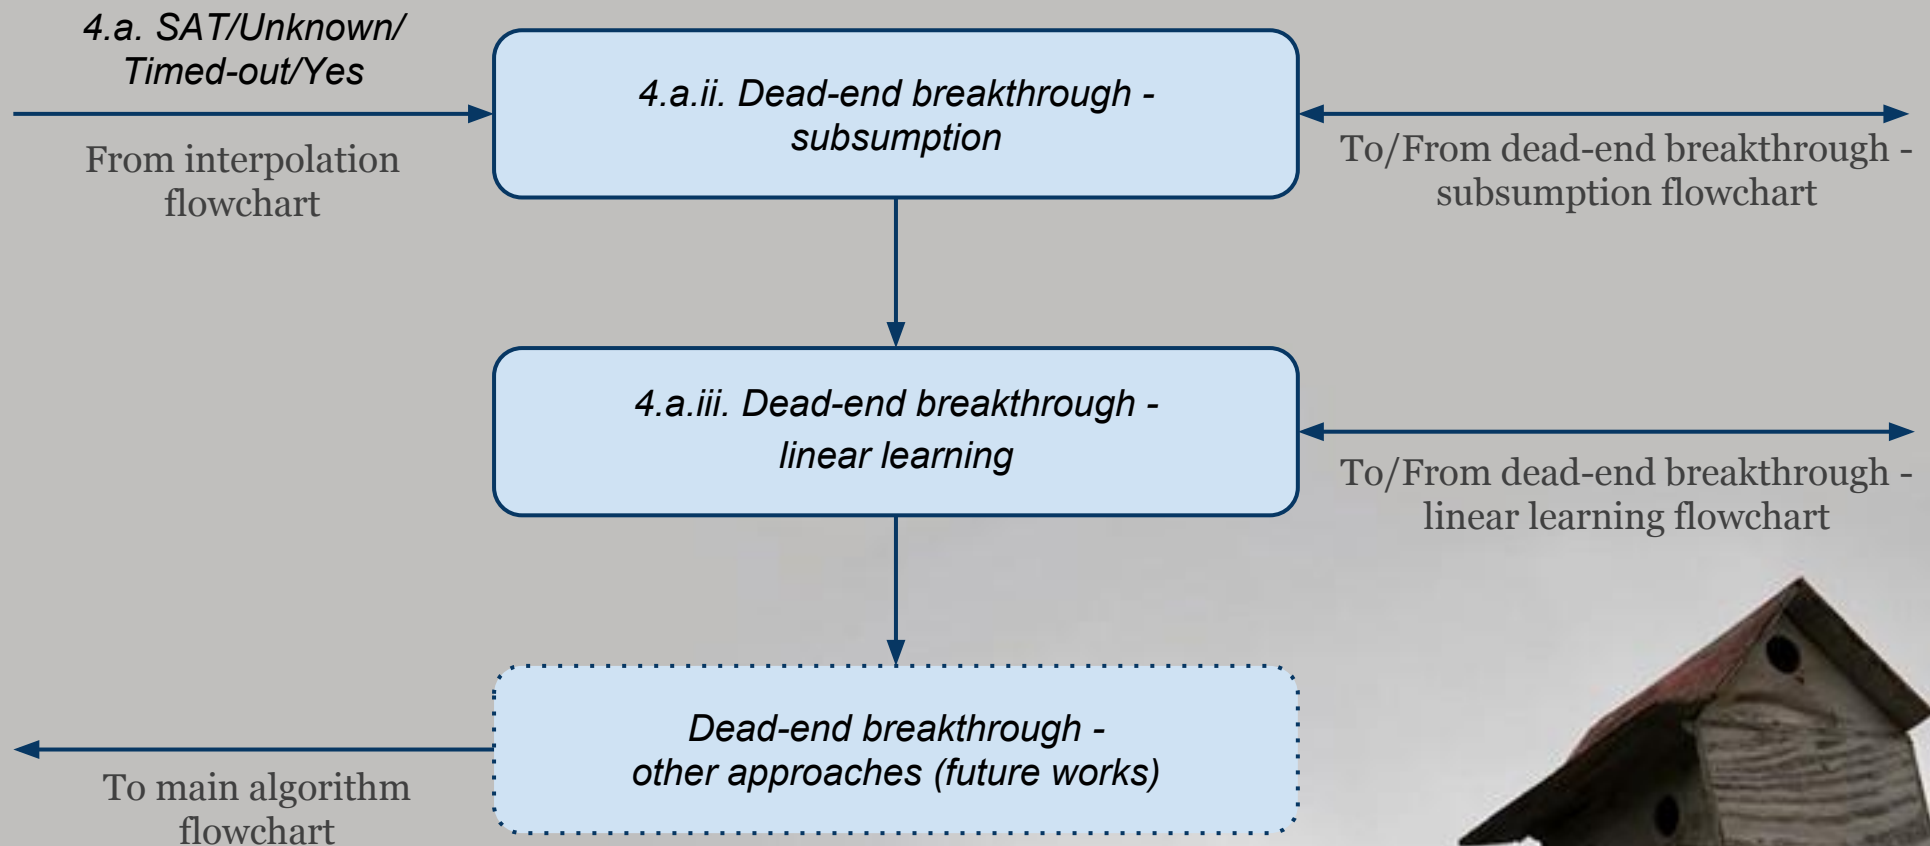 4.a. SAT/Unknown/
Timed-out/Yes
From interpolation
flowchart
4.a.ii. Dead-end breakthrough -
subsumption
To/From dead-end breakthrough -
subsumption flowchart
4.a.iii. Dead-end breakthrough -
linear learning
To/From dead-end breakthrough -
linear learning flowchart
Dead-end breakthrough -
other approaches (future works)
To main algorithm
flowchart